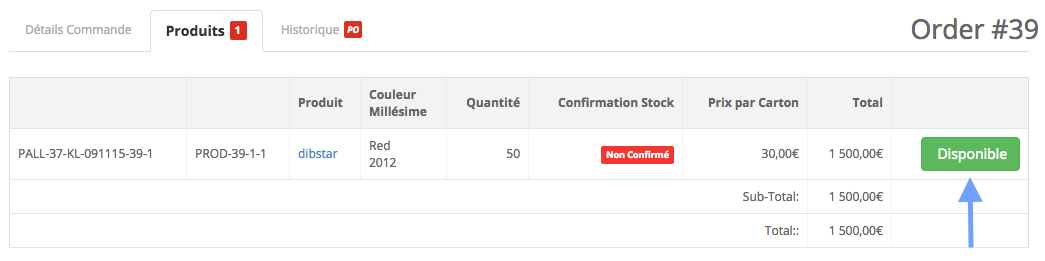 Détails Commande
Produits 1
Historique PO
Order #39
Produit
Couleur
Millésime
Quantité
Confirmation Stock
Prix par Carton
Total
PALL-37-KL-091115-39-1
PROD-39-1-1
dibstar
Red
2012
50
Non Confirmé
30,00€
1 500,00€
Disponible
Sub-Total:
1 500,00€
Total::
1 500,00€